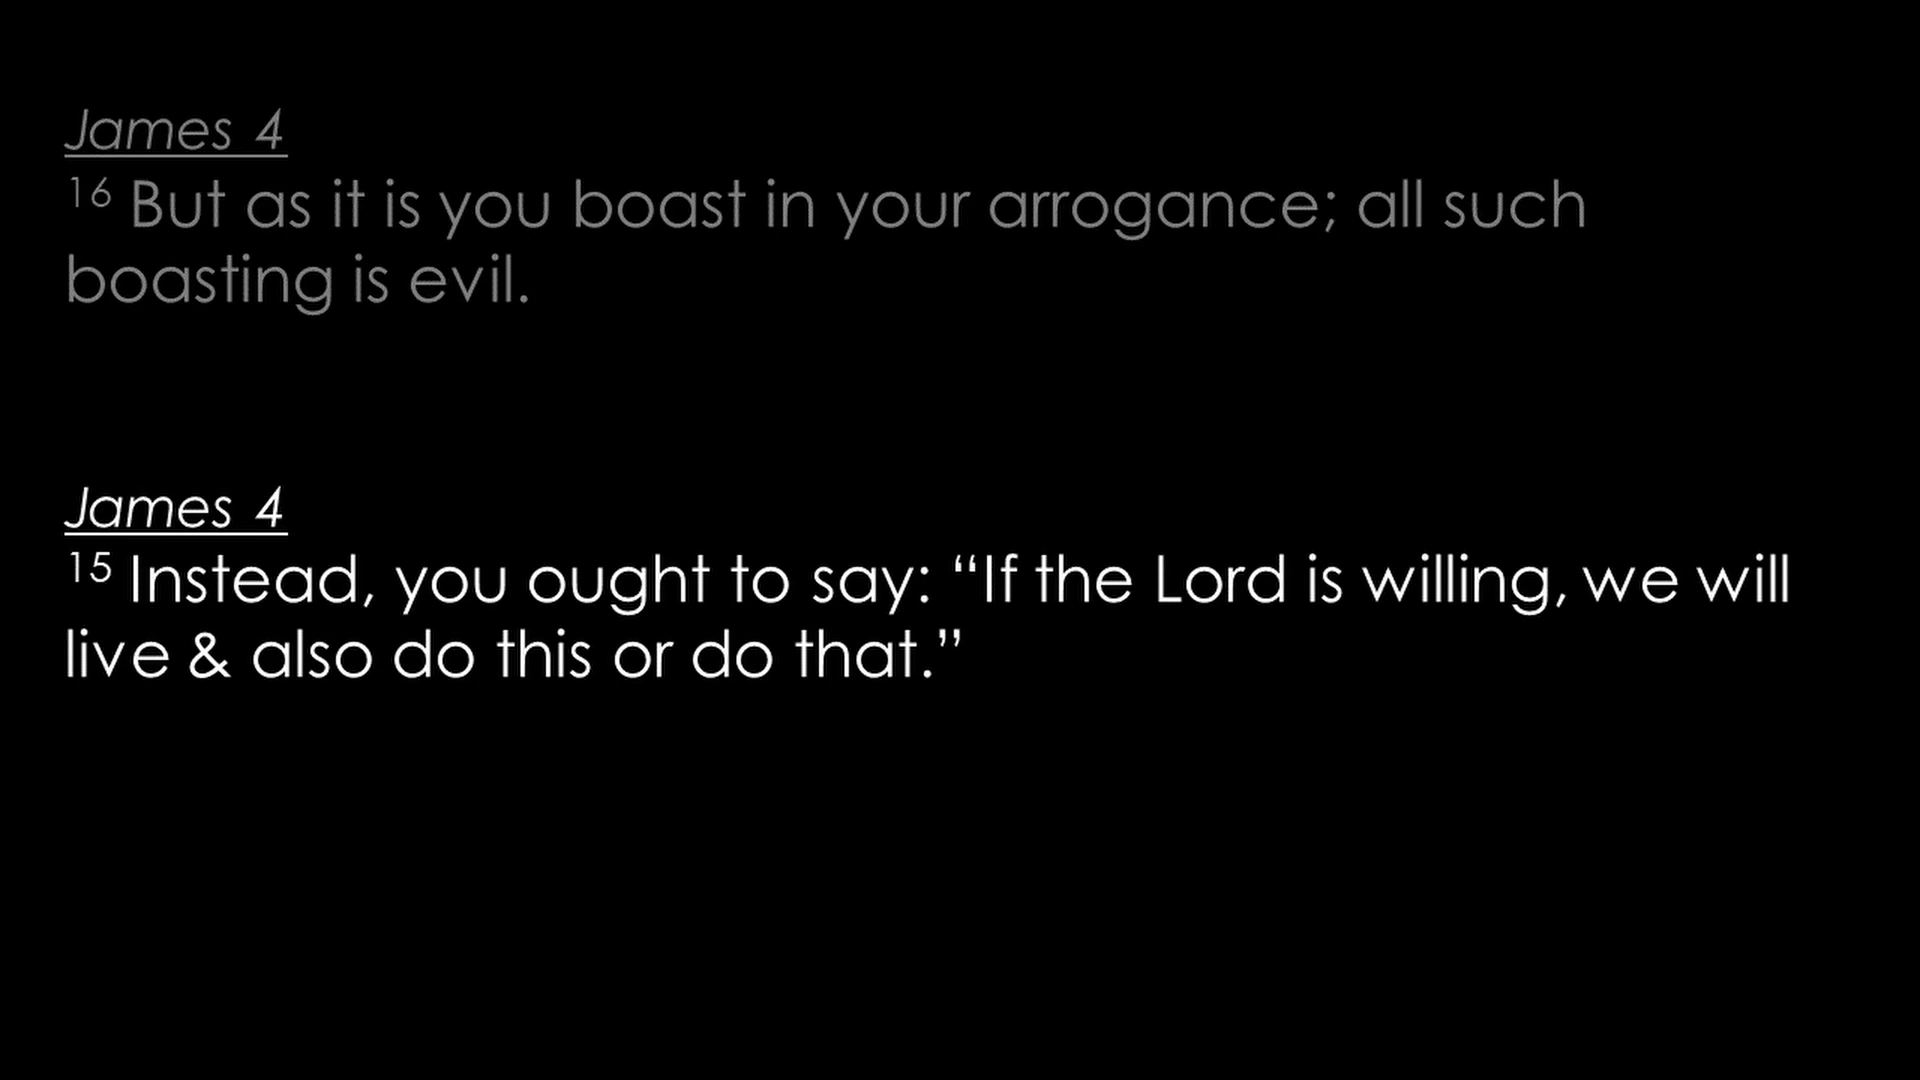 James 4
16 But as it is you boast in your arrogance; all such
boasting is evil.
James 4
15 Instead, you ought to say: “If the Lord is willing, we will
live & also do this or do that.”